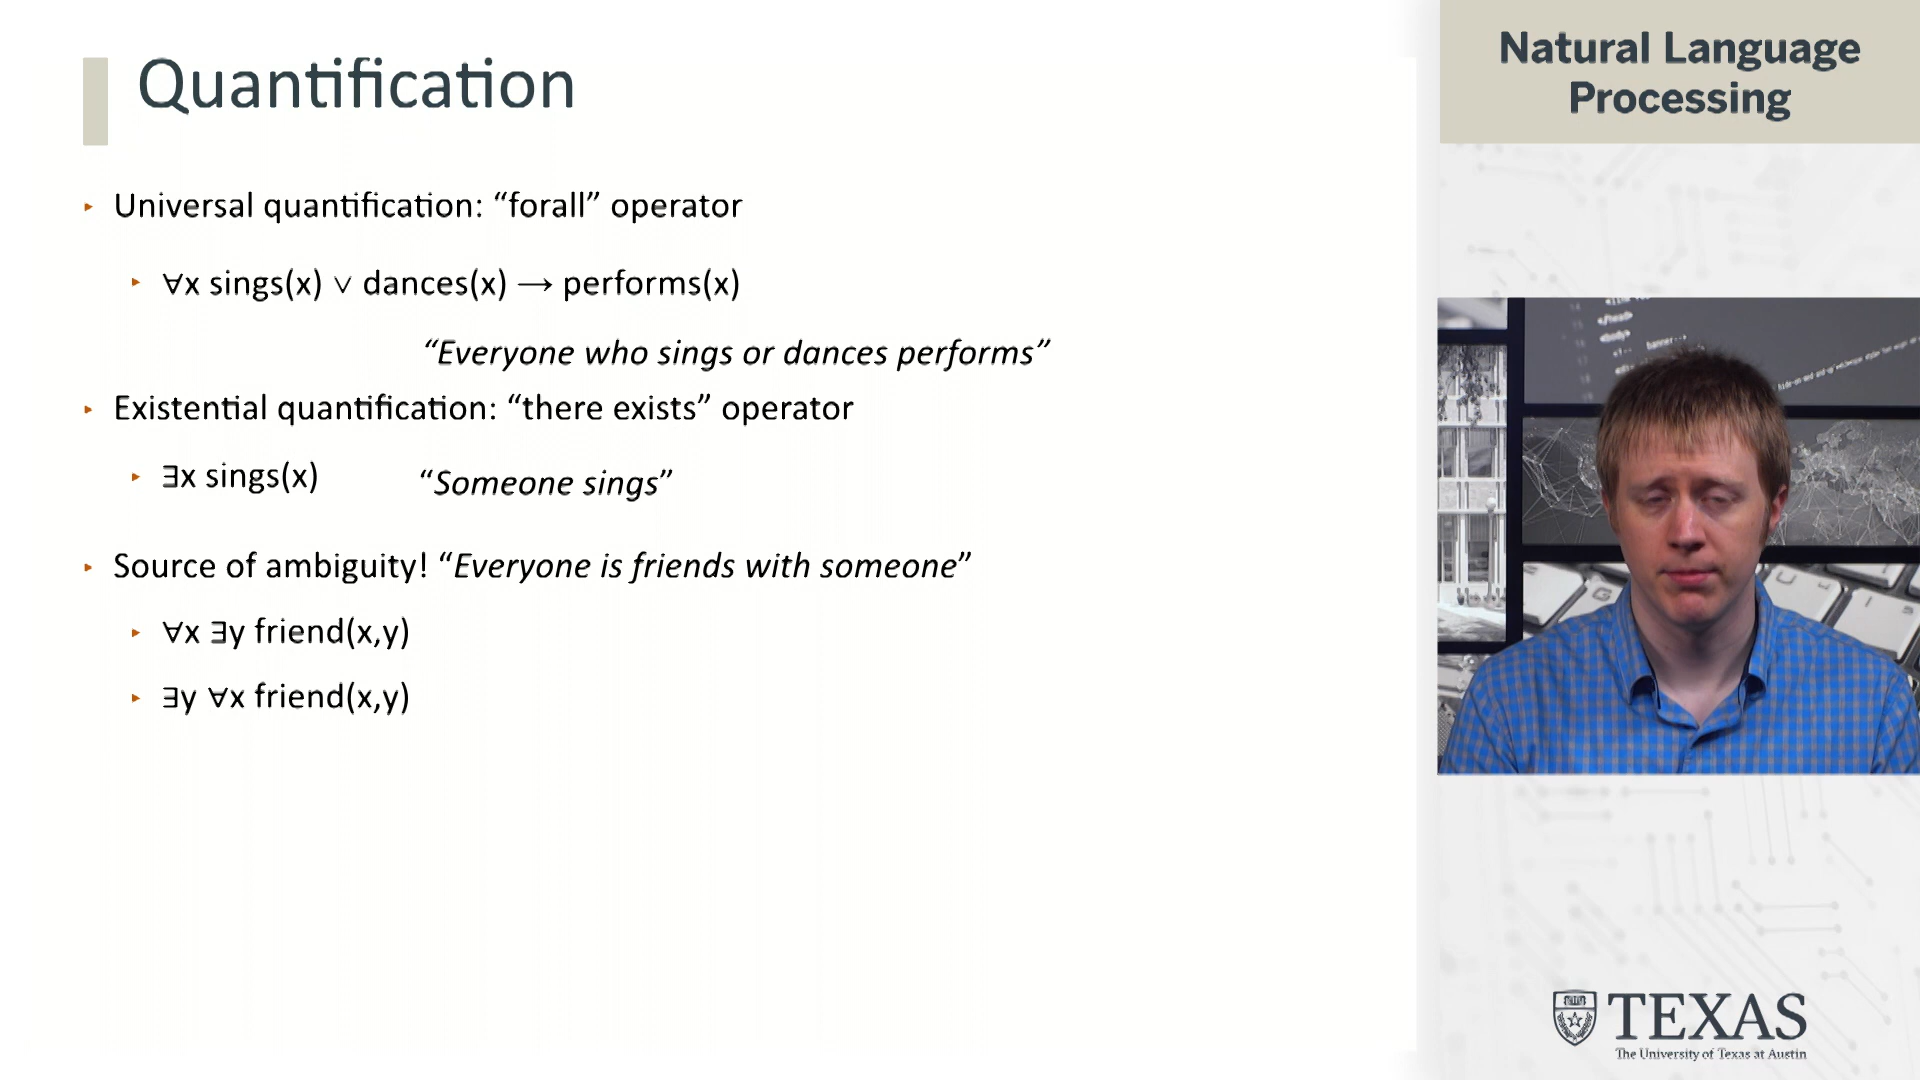 Quantification
Natural Language
Processing
▸ Universal quantification: “forall” operator
▸ ∀x sings(x) ∨ dances(x) → performs(x)
“Everyone who sings or dances performs”
▸ Existential quantification: “there exists” operator
▸ ∃x sings(x) “Someone sings”
▸ Source of ambiguity! “Everyone is friends with someone”
▸ ∀x ∃y friend(x,y)
▸ ∃y ∀x friend(x,y)
TEXAS
The University of Texas at Austin